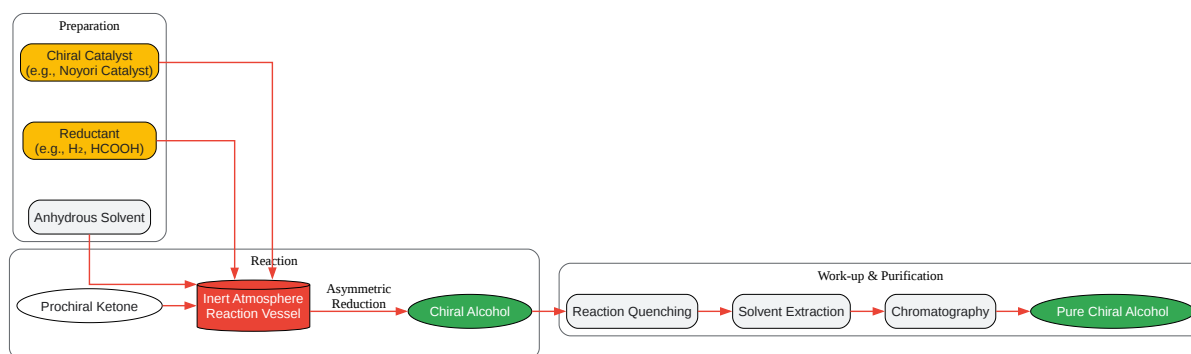 Preparation
Chiral Catalyst
(e.g., Noyori Catalyst)
Reductant
(e.g., H₂, HCOOH)
Anhydrous Solvent
Reaction
Prochiral Ketone
Inert Atmosphere
Reaction Vessel
Asymmetric
Reduction
Chiral Alcohol
Work-up & Purification
Reaction Quenching
Solvent Extraction
Chromatography
Pure Chiral Alcohol